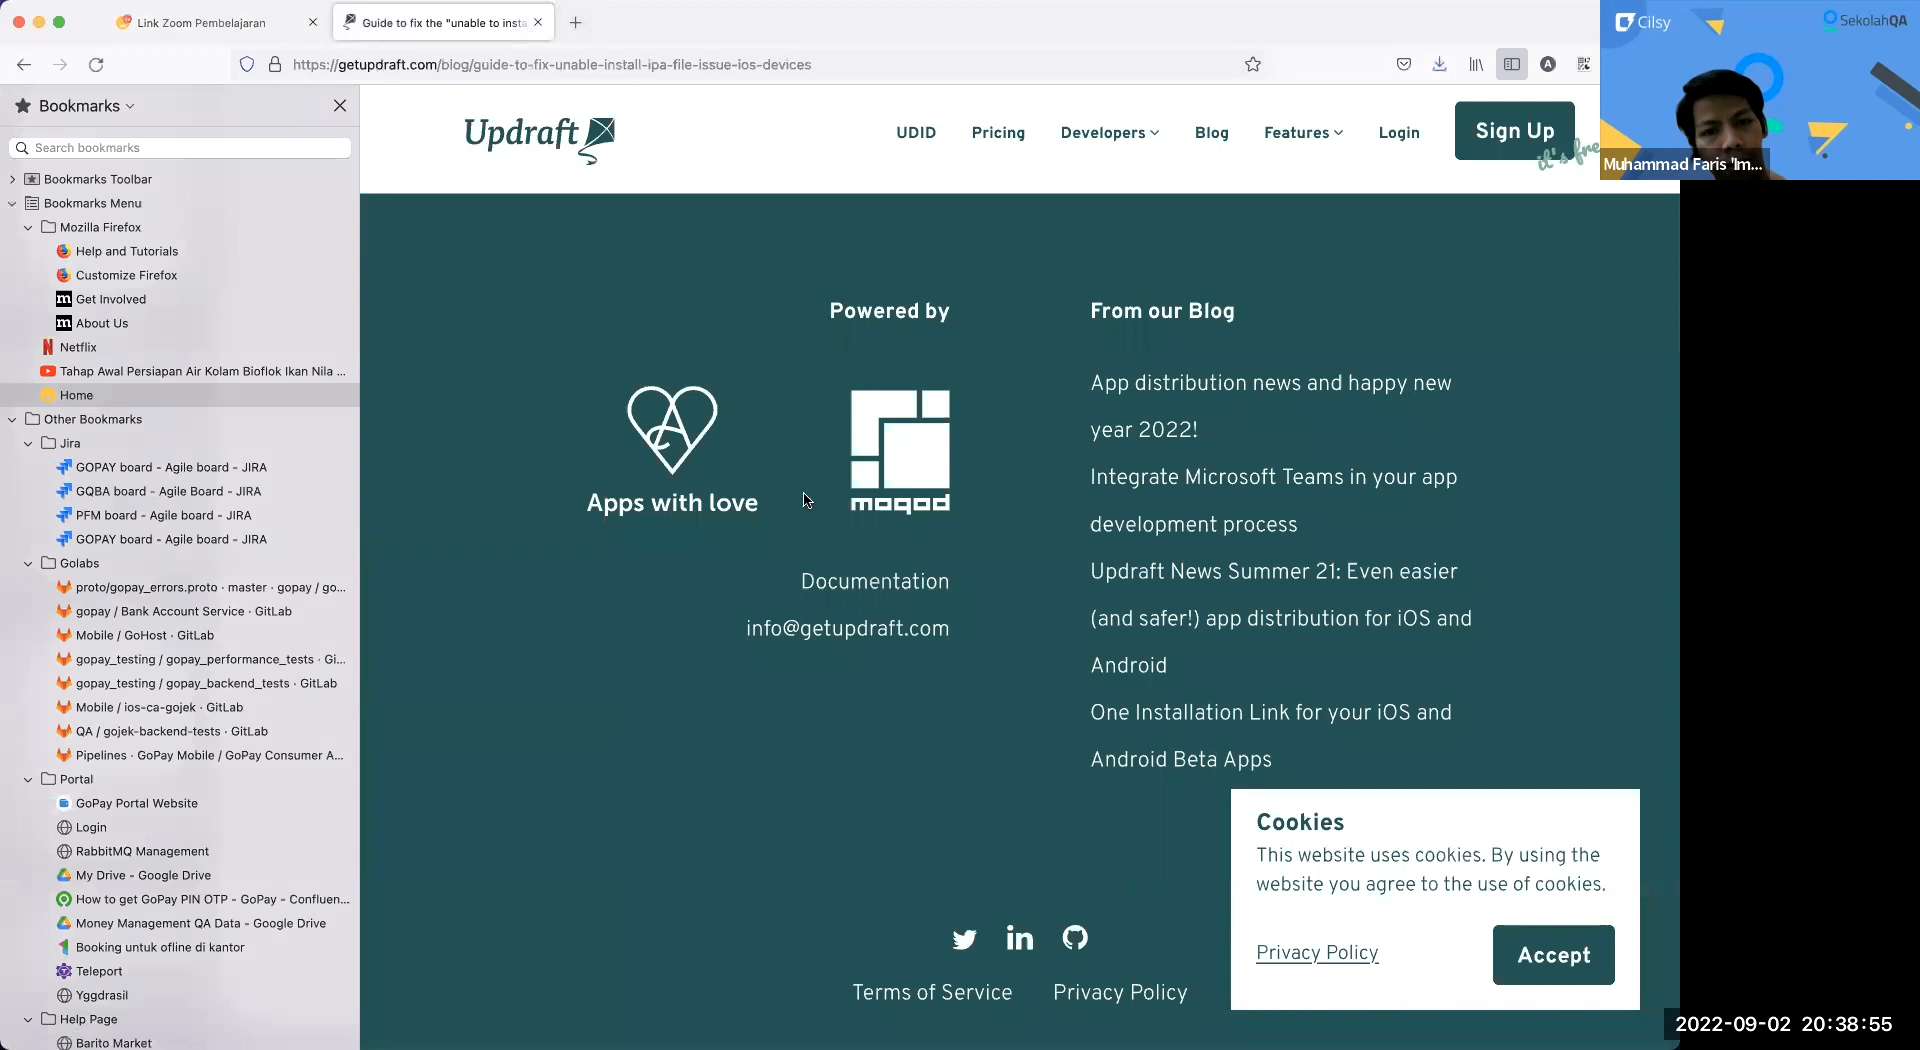 Link Zoom Pembelajaran
Guide to fix the "unable to insta
https://getupdraft.com/blog/guide-to-fix-unable-install-ipa-file-issue-ios-devices
Cilsy
SekolahQA
Muhammad Faris 'Im...
Bookmarks
Search bookmarks
Bookmarks Toolbar
Bookmarks Menu
Mozilla Firefox
Help and Tutorials
Customize Firefox
Get Involved
About Us
Netflix
Tahap Awal Persiapan Air Kolam Bioflok Ikan Nila ...
Home
Other Bookmarks
Jira
GOPAY board - Agile board - JIRA
GQBA board - Agile Board - JIRA
PFM board - Agile board - JIRA
GOPAY board - Agile board - JIRA
Golabs
proto/gopay_errors.proto · master · gopay / go...
gopay / Bank Account Service · GitLab
Mobile / GoHost · GitLab
gopay_testing / gopay_performance_tests · Gi...
gopay_testing / gopay_backend_tests · GitLab
Mobile / ios-ca-gojek · GitLab
QA / gojek-backend-tests · GitLab
Pipelines · GoPay Mobile / GoPay Consumer A...
Portal
GoPay Portal Website
Login
RabbitMQ Management
My Drive - Google Drive
How to get GoPay PIN OTP - GoPay - Confluen...
Money Management QA Data - Google Drive
Booking untuk ofline di kantor
Teleport
Yggdrasil
Help Page
Barito Market
Updraft
UDID
Pricing
Developers
Blog
Features
Login
Sign Up
it's fre
Powered by
Apps with love
moqod
Documentation
info@getupdraft.com
From our Blog
App distribution news and happy new
year 2022!
Integrate Microsoft Teams in your app
development process
Updraft News Summer 21: Even easier
(and safer!) app distribution for iOS and
Android
One Installation Link for your iOS and
Android Beta Apps
Cookies
This website uses cookies. By using the
website you agree to the use of cookies.
Privacy Policy
Accept
Terms of Service
Privacy Policy
2022-09-02 20:38:55